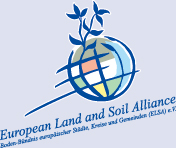 European Land and Soil Alliance
Boden-Bündnis europäischer Städte, Kreise und Gemeinden (ELSA) e.V.